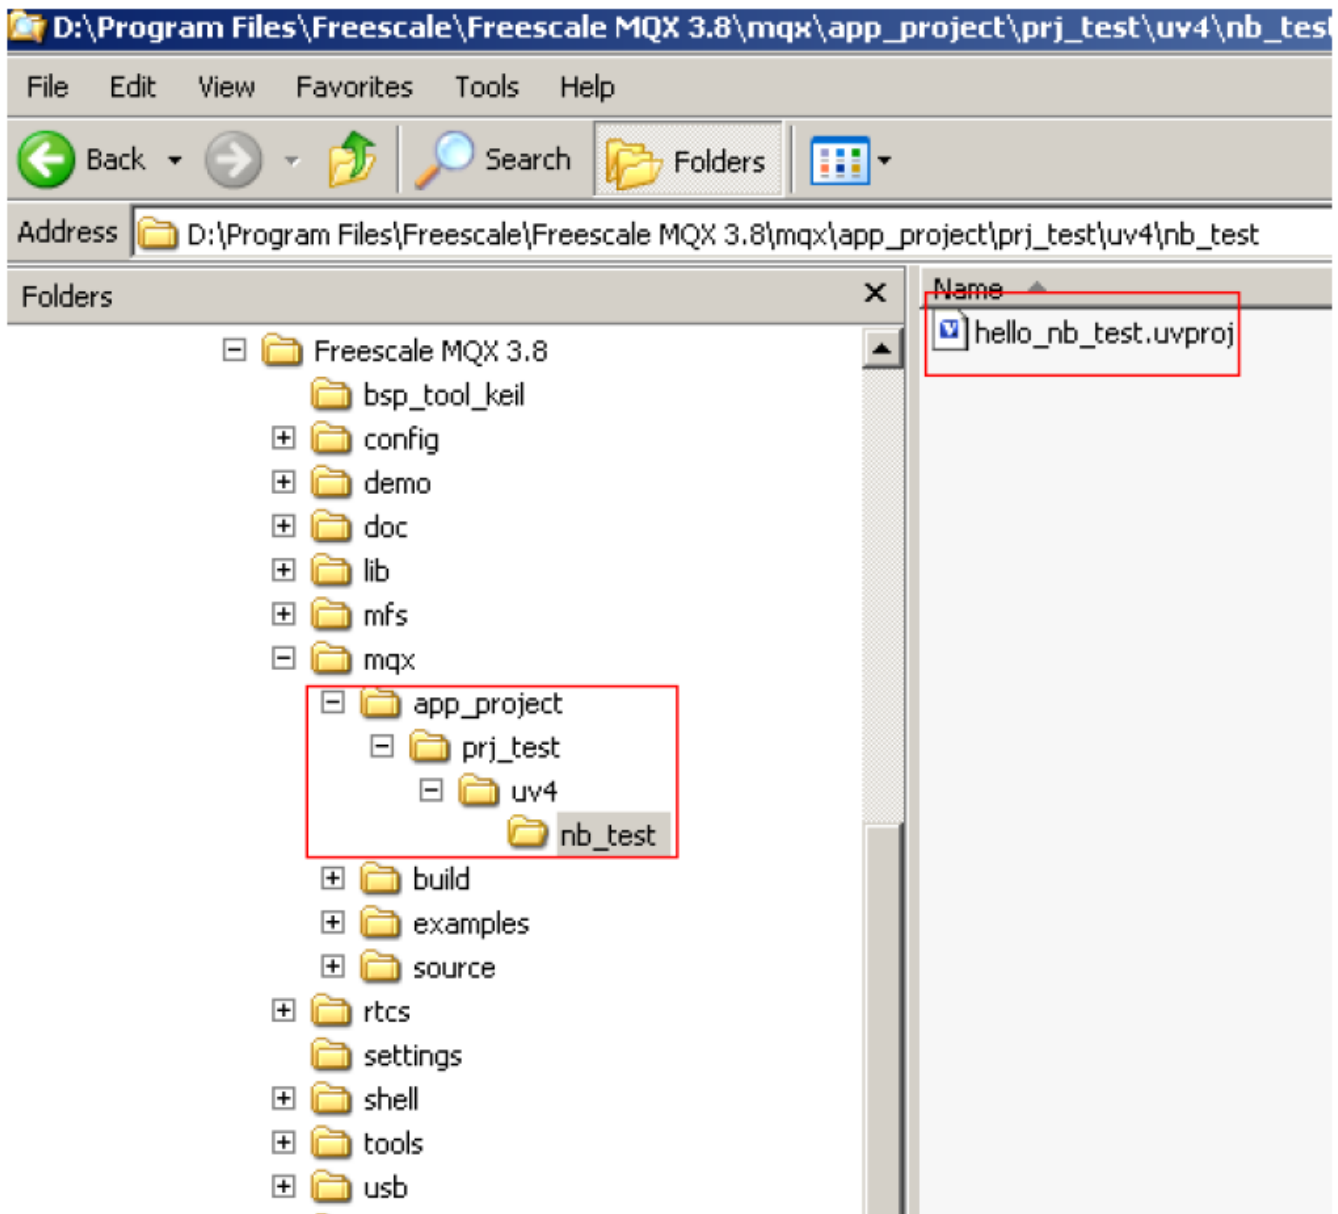 D:\Program Files\Freescale\Freescale MQX 3.8\mqx\app_project\prj_test\uv4\nb_tes
File Edit View Favorites Tools Help
Back Search Folders
Address D:\Program Files\Freescale\Freescale MQX 3.8\mqx\app_project\prj_test\uv4\nb_test
Folders
Name
hello_nb_test.uvproj
Freescale MQX 3.8
bsp_tool_keil
config
demo
doc
lib
mfs
mqx
app_project
prj_test
uv4
nb_test
build
examples
source
rtcs
settings
shell
tools
usb